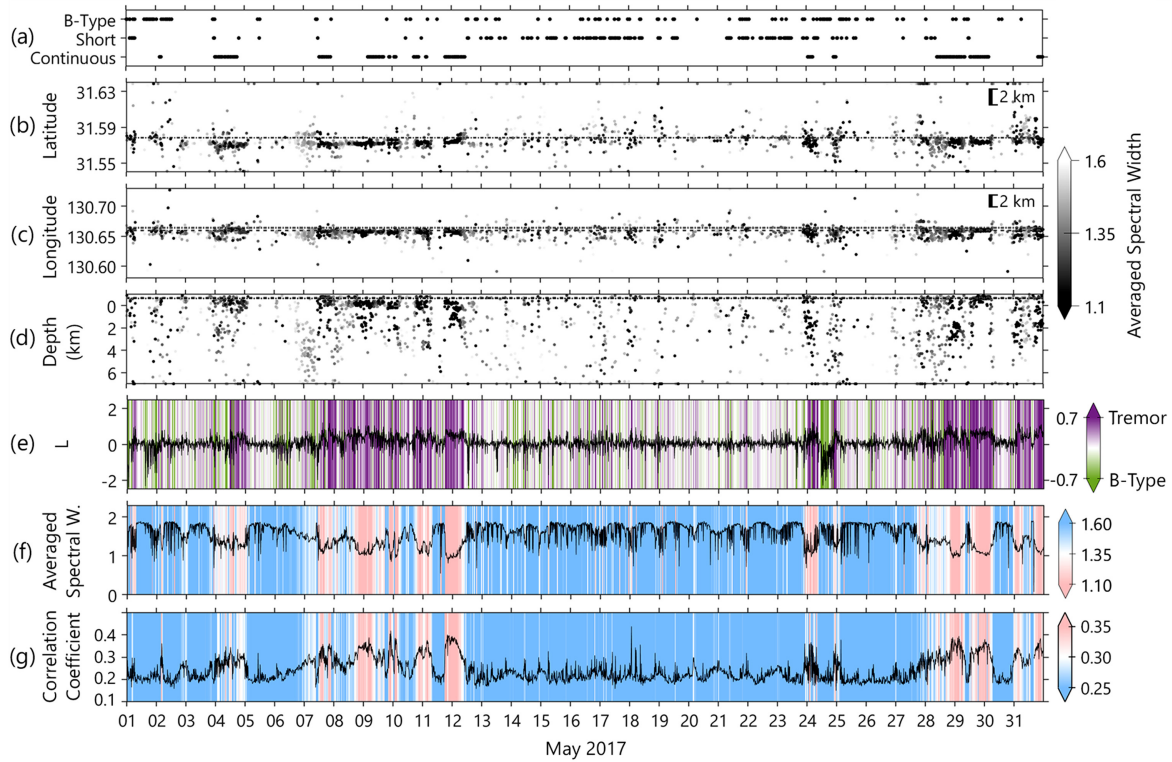 (a)
B-Type
Short
Continuous
(b)
Latitude
31.63
31.59
31.55
2 km
(c)
Longitude
130.70
130.65
130.60
2 km
1.6
1.35
1.1
Averaged Spectral Width
(d)
Depth
(km)
0
2
4
6
(e)
L
2
0
-2
0.7
Tremor
-0.7
B-Type
(f)
Averaged
Spectral W.
2
1
0
1.60
1.35
1.10
(g)
Correlation
Coefficient
0.4
0.3
0.2
0.1
0.35
0.30
0.25
01 02 03 04 05 06 07 08 09 10 11 12 13 14 15 16 17 18 19 20 21 22 23 24 25 26 27 28 29 30 31
May 2017